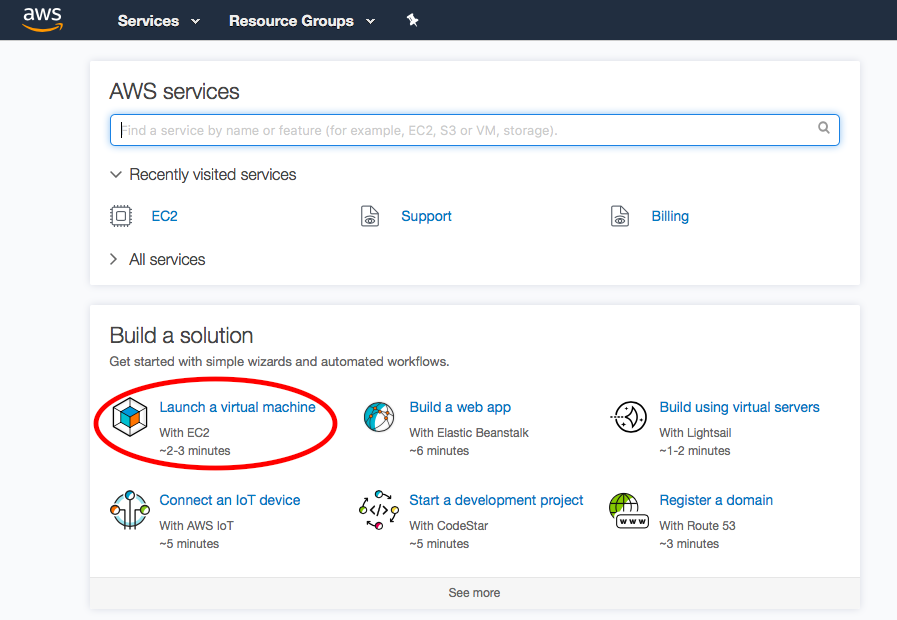 aws Services Resource Groups
AWS services
Find a service by name or feature (for example, EC2, S3 or VM, storage).
Recently visited services
EC2 Support Billing
All services
Build a solution
Get started with simple wizards and automated workflows.
Launch a virtual machine
With EC2
~2-3 minutes
Build a web app
With Elastic Beanstalk
~6 minutes
Build using virtual servers
With Lightsail
~1-2 minutes
Connect an IoT device
With AWS IoT
~5 minutes
Start a development project
With CodeStar
~5 minutes
www
Register a domain
With Route 53
~3 minutes
See more